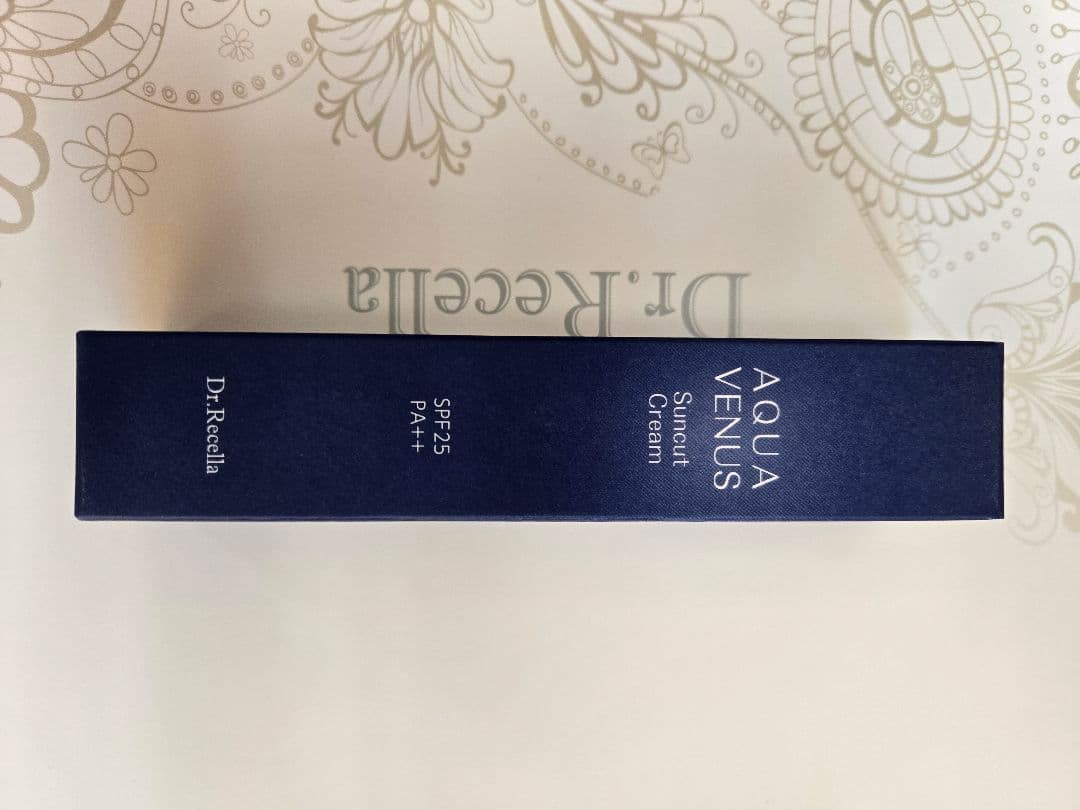 Dr.Recella
AQUA
VENUS
Suncut
Cream
SPF25
PA++
Dr.Recella